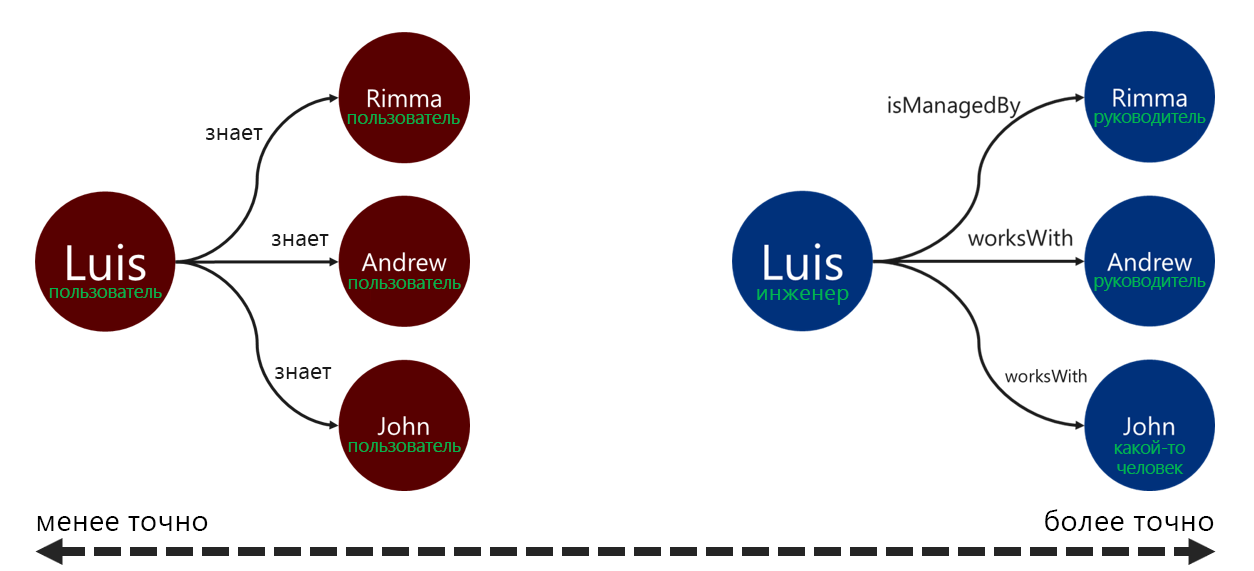 Rimma
пользователь
знает
Luis
пользователь
знает
Andrew
пользователь
знает
John
пользователь
isManagedBy
Rimma
руководитель
Luis
инженер
worksWith
Andrew
руководитель
worksWith
John
какой-то
человек
менее точно
более точно